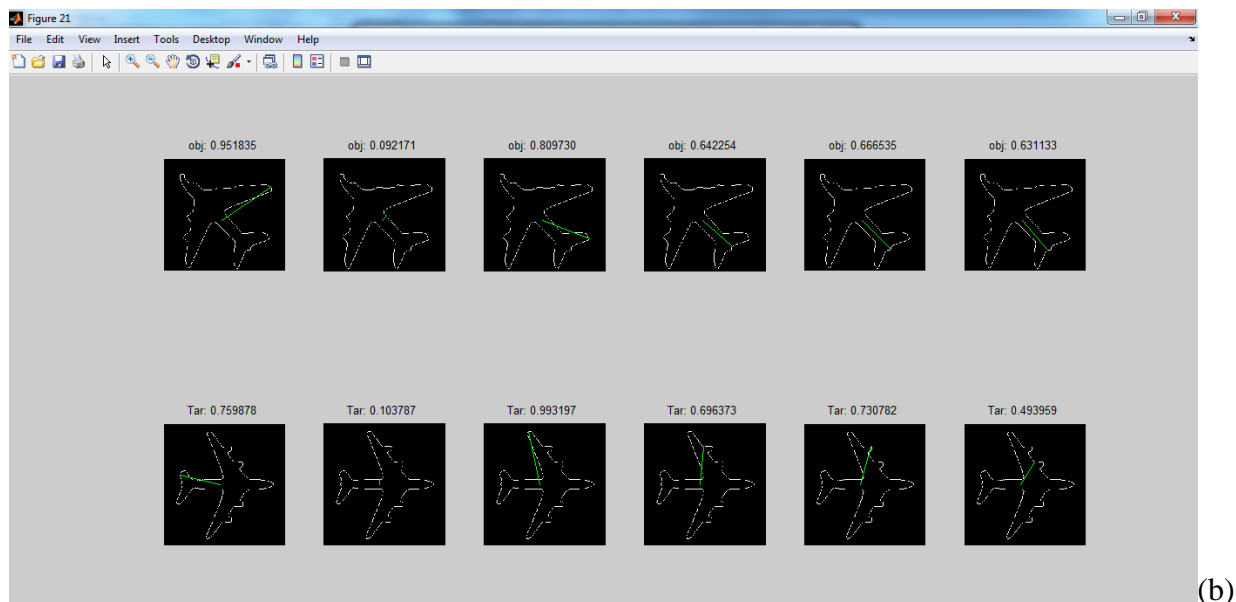 Figure 21
File Edit View Insert Tools Desktop Window Help
obj: 0.951835 obj: 0.092171 obj: 0.809730 obj: 0.642254 obj: 0.666535 obj: 0.631133
Tar: 0.759878 Tar: 0.103787 Tar: 0.993197 Tar: 0.696373 Tar: 0.730782 Tar: 0.493959
(b)